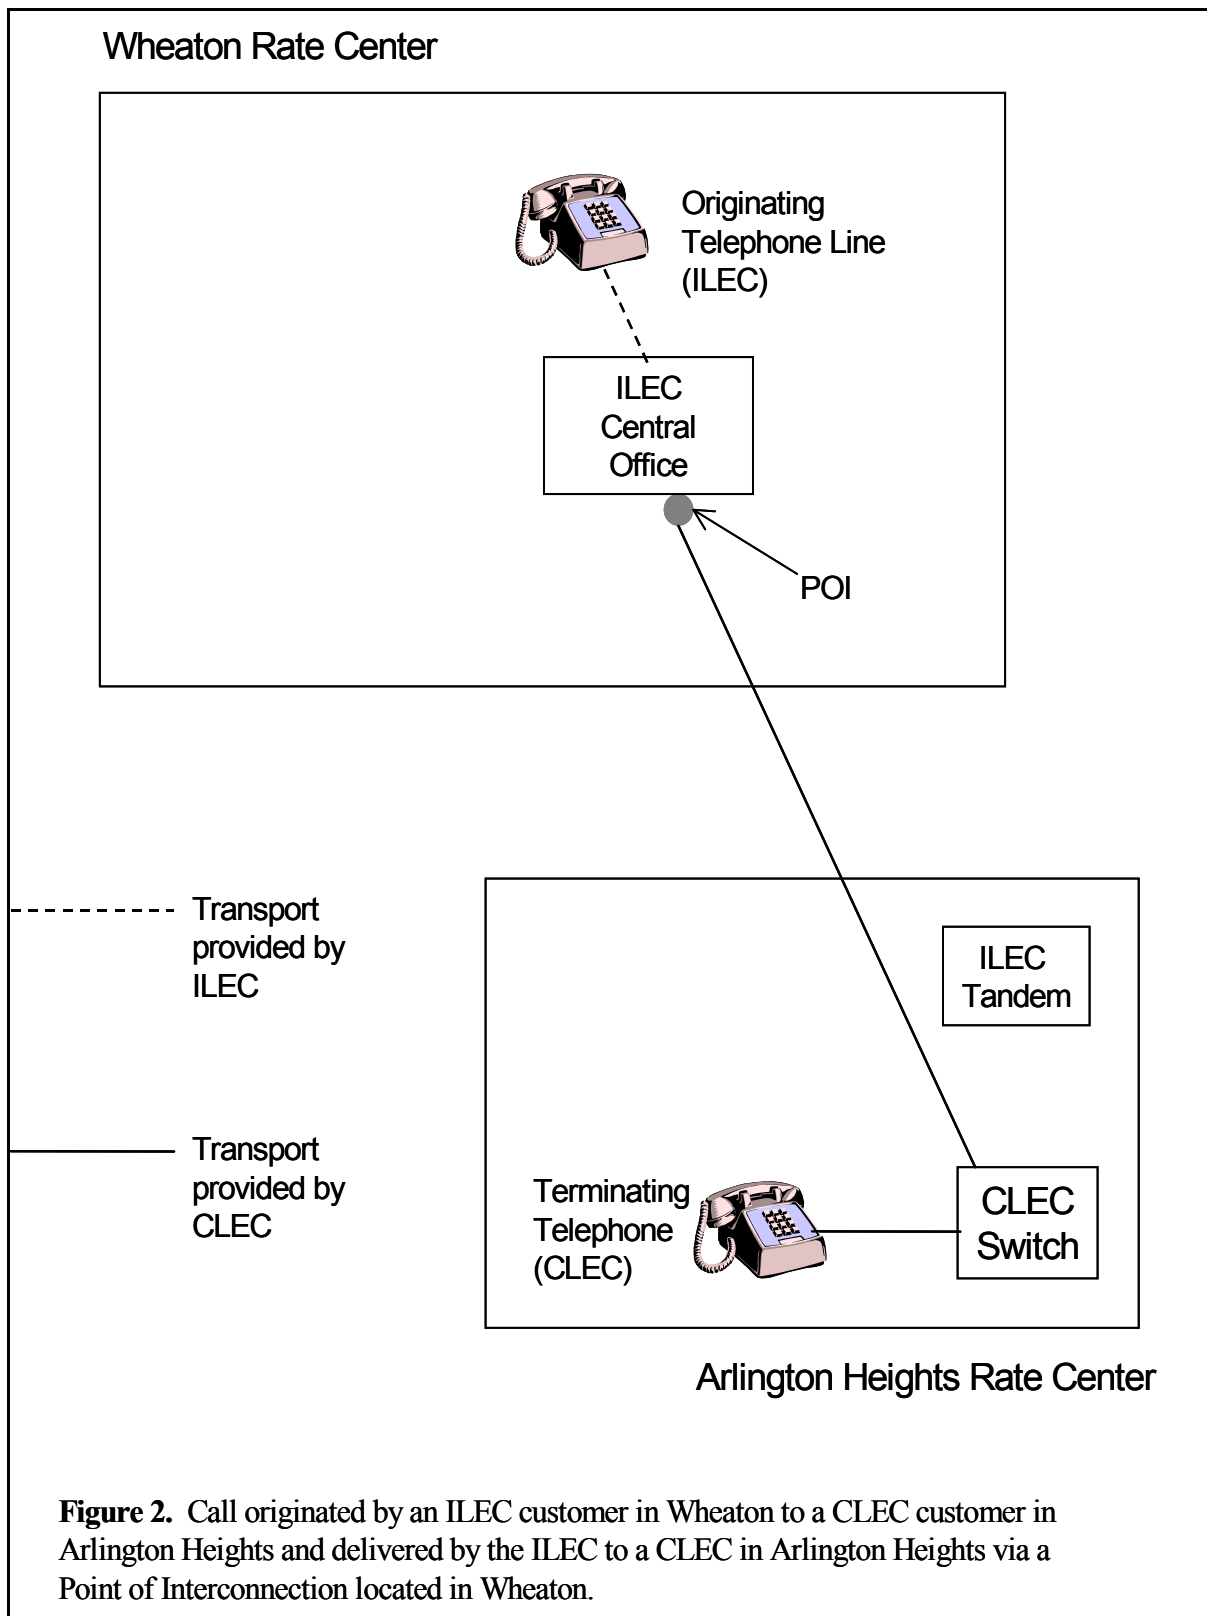 Wheaton Rate Center
Originating
Telephone Line
(ILEC)
ILEC
Central
Office
POI
Transport
provided by
ILEC
ILEC
Tandem
Transport
provided by
CLEC
Terminating
Telephone
(CLEC)
CLEC
Switch
Arlington Heights Rate Center
Figure 2. Call originated by an ILEC customer in Wheaton to a CLEC customer in
Arlington Heights and delivered by the ILEC to a CLEC in Arlington Heights via a
Point of Interconnection located in Wheaton.